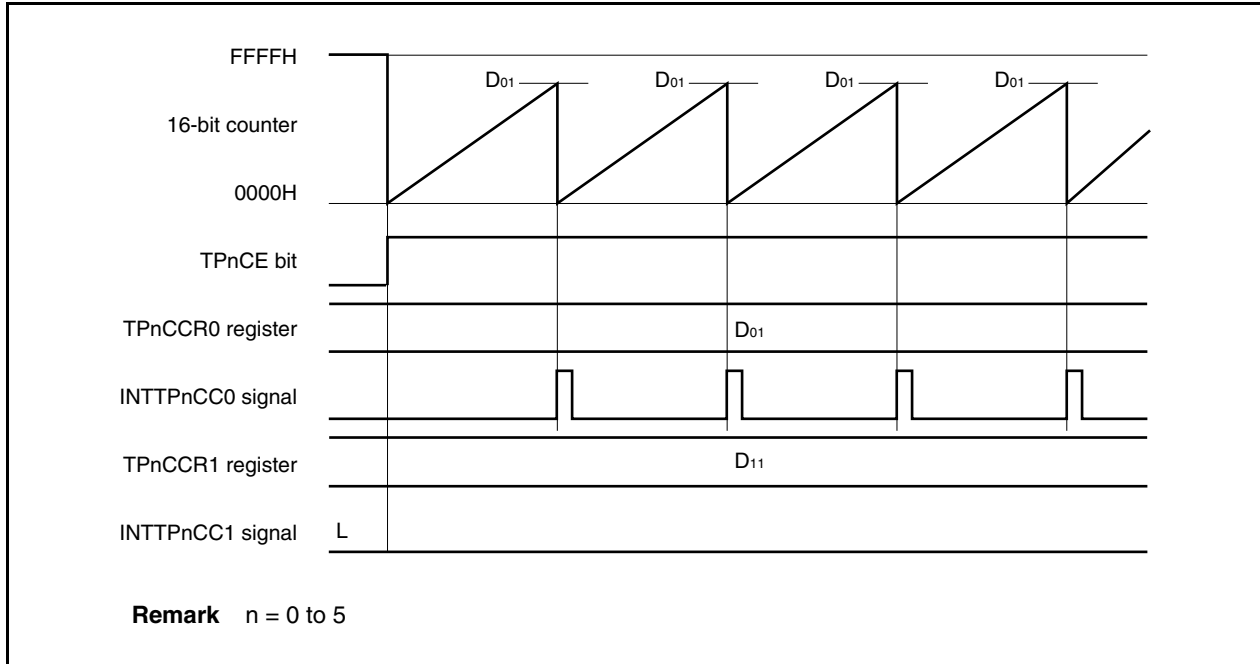 FFFFH
D01 D01 D01 D01
16-bit counter
0000H
TPnCE bit
TPnCCR0 register D01
INTTPnCC0 signal
TPnCCR1 register D11
INTTPnCC1 signal L
Remark n = 0 to 5